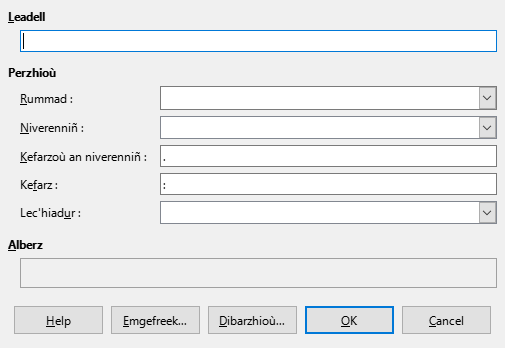 Leadell
Perzhioù
Rummad :
Niverenniñ :
Kefarzoù an niverenniñ : .
Kefarz : :
Lec'hiadur :
Alberz
Help Emgefreek... Dibarzhioù... OK Cancel